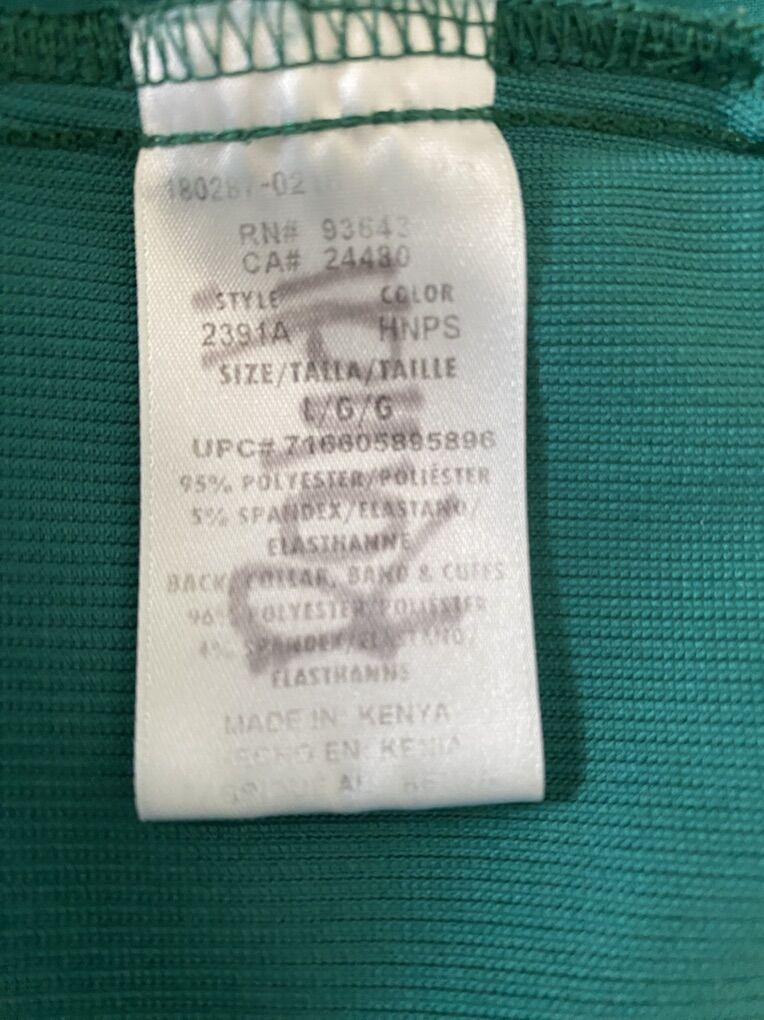 RN# 93643
CA# 24480
STYLE COLOR
2391A HNPS
SIZE/TALLA/TAILLE
L/G/G
UPC# 716605895896
95% POLYESTER/POLIÉSTER
5% SPANDEX/ELASTANO/
ELASTHANNE
BACK, COLLAR, BAND & CUFFS
96% POLYESTER/POLIÉSTER
4% SPANDEX/ELASTANO/
ELASTHANNE
MADE IN: KENYA
HECHO EN: KENIA